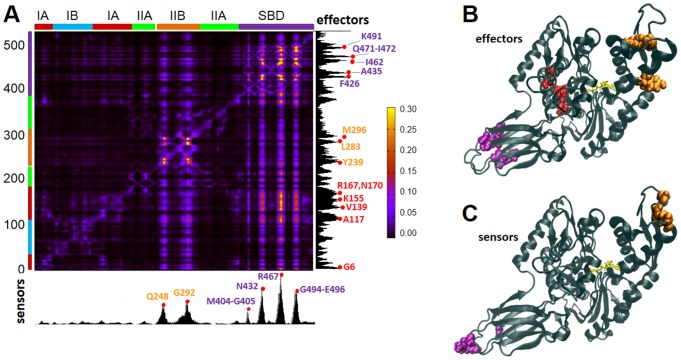 A
IA IB IA IIA IIB IIA SBD
effectors
500
400
300
200
100
0
K491
Q471-I472
I462
A435
F426
M296
L283
Y239
R167,N170
K155
V139
A117
G6
0.30
0.25
0.20
0.15
0.10
0.05
0.00
sensors
Q248
G292
M404-G405
N432
R467
G494-E496
B
effectors
C
sensors